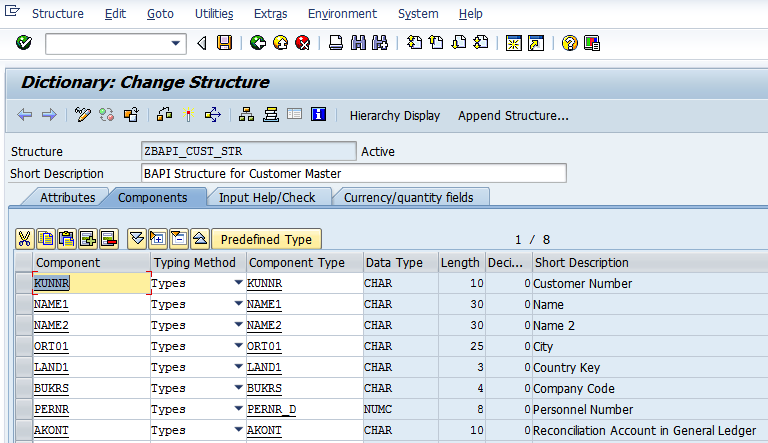 Structure Edit Goto Utilities Extras Environment System Help
Dictionary: Change Structure
Hierarchy Display Append Structure...
Structure ZBAPI_CUST_STR Active
Short Description BAPI Structure for Customer Master
Attributes Components Input Help/Check Currency/quantity fields
Predefined Type 1 / 8
Component Typing Method Component Type Data Type Length Deci... Short Description
KUNNR Types KUNNR CHAR 10 0 Customer Number
NAME1 Types NAME1 CHAR 30 0 Name
NAME2 Types NAME2 CHAR 30 0 Name 2
ORT01 Types ORT01 CHAR 25 0 City
LAND1 Types LAND1 CHAR 3 0 Country Key
BUKRS Types BUKRS CHAR 4 0 Company Code
PERNR Types PERNR_D NUMC 8 0 Personnel Number
AKONT Types AKONT CHAR 10 0 Reconciliation Account in General Ledger